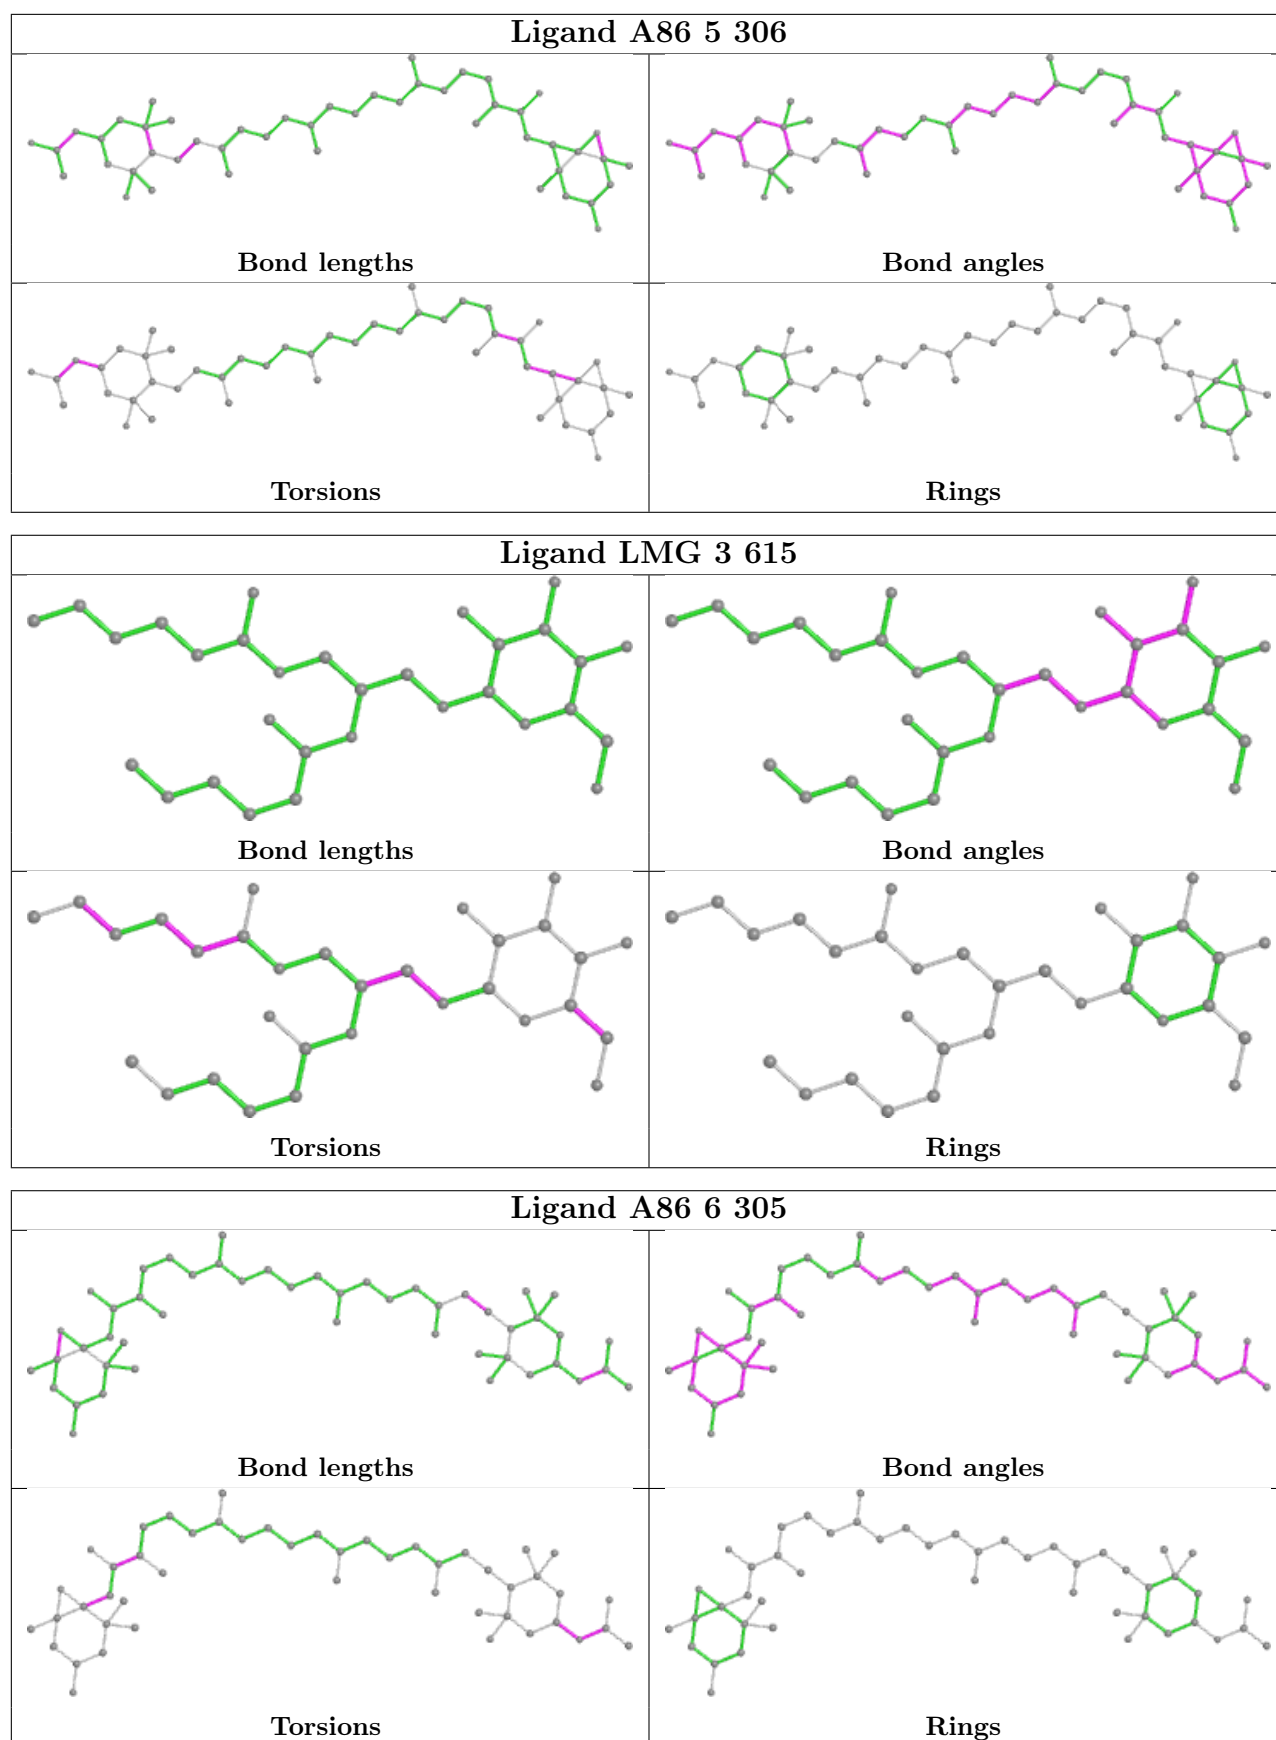 Ligand A86 5 306
Bond lengths
Bond angles
Torsions
Rings
Ligand LMG 3 615
Bond lengths
Bond angles
Torsions
Rings
Ligand A86 6 305
Bond lengths
Bond angles
Torsions
Rings